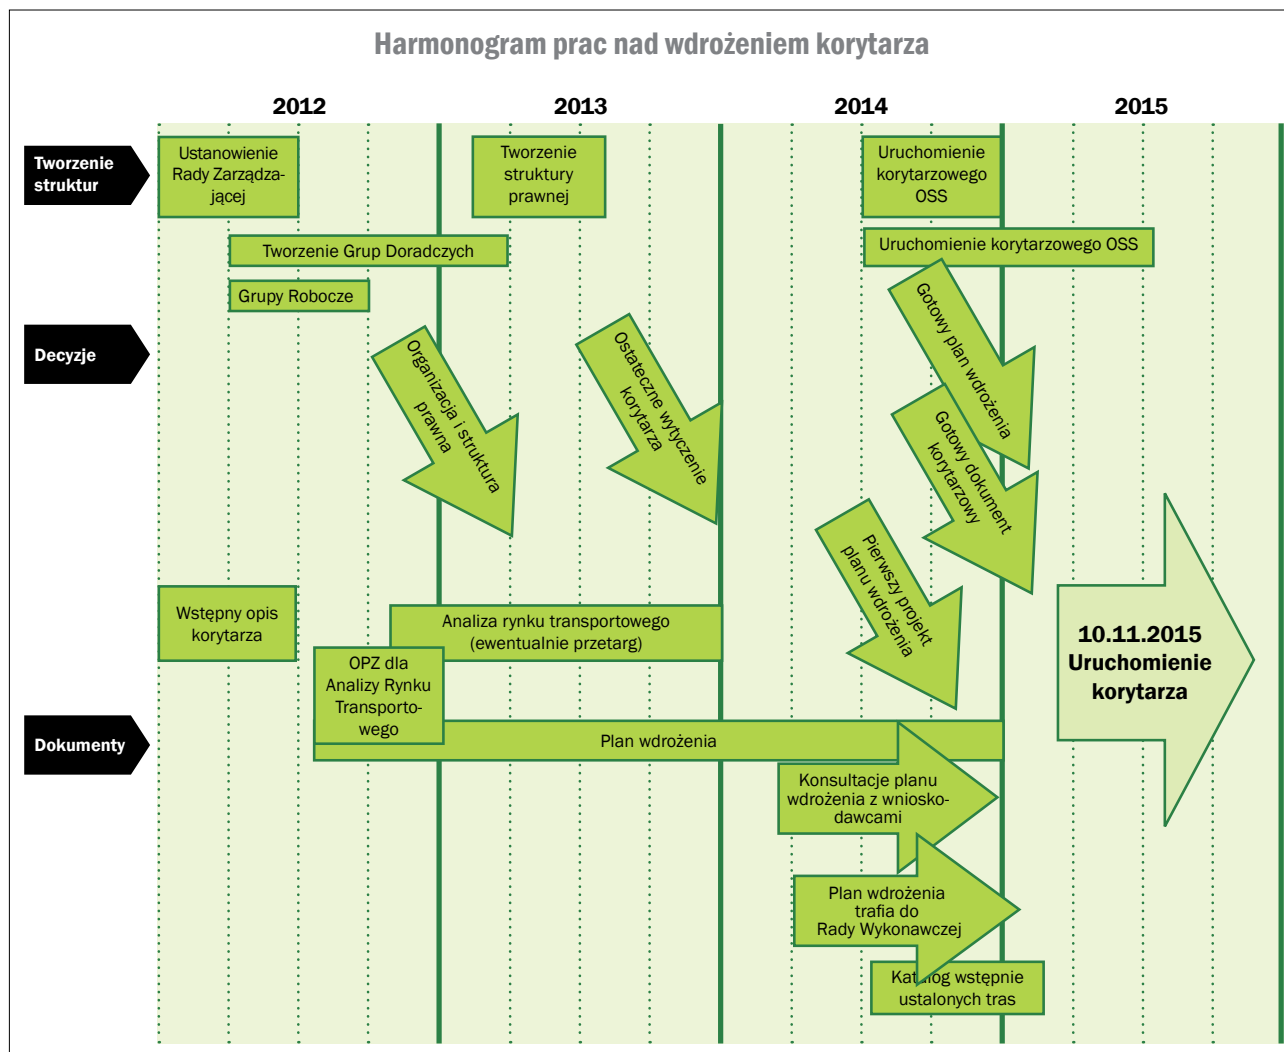 Harmonogram prac nad wdrożeniem korytarza
2012
2013
2014
2015
Tworzenie
struktur
Ustanowienie
Rady Zarządza-
jącej
Tworzenie
struktury
prawnej
Uruchomienie
korytarzowego
OSS
Tworzenie Grup Doradczych
Uruchomienie korytarzowego OSS
Grupy Robocze
Decyzje
Organizacja i struktura
prawna
Ostateczne wytyczenie
korytarza
Gotowy plan wdrożenia
Gotowy dokument
korytarzowy
Pierwszy projekt
planu wdrożenia
Wstępny opis
korytarza
Analiza rynku transportowego
(ewentualnie przetarg)
OPZ dla
Analizy Rynku
Transporto-
wego
10.11.2015
Uruchomienie
korytarza
Dokumenty
Plan wdrożenia
Konsultacje planu
wdrożenia z wniosko-
dawcami
Plan wdrożenia
trafia do
Rady Wykonawczej
Katalog wstępnie
ustalonych tras